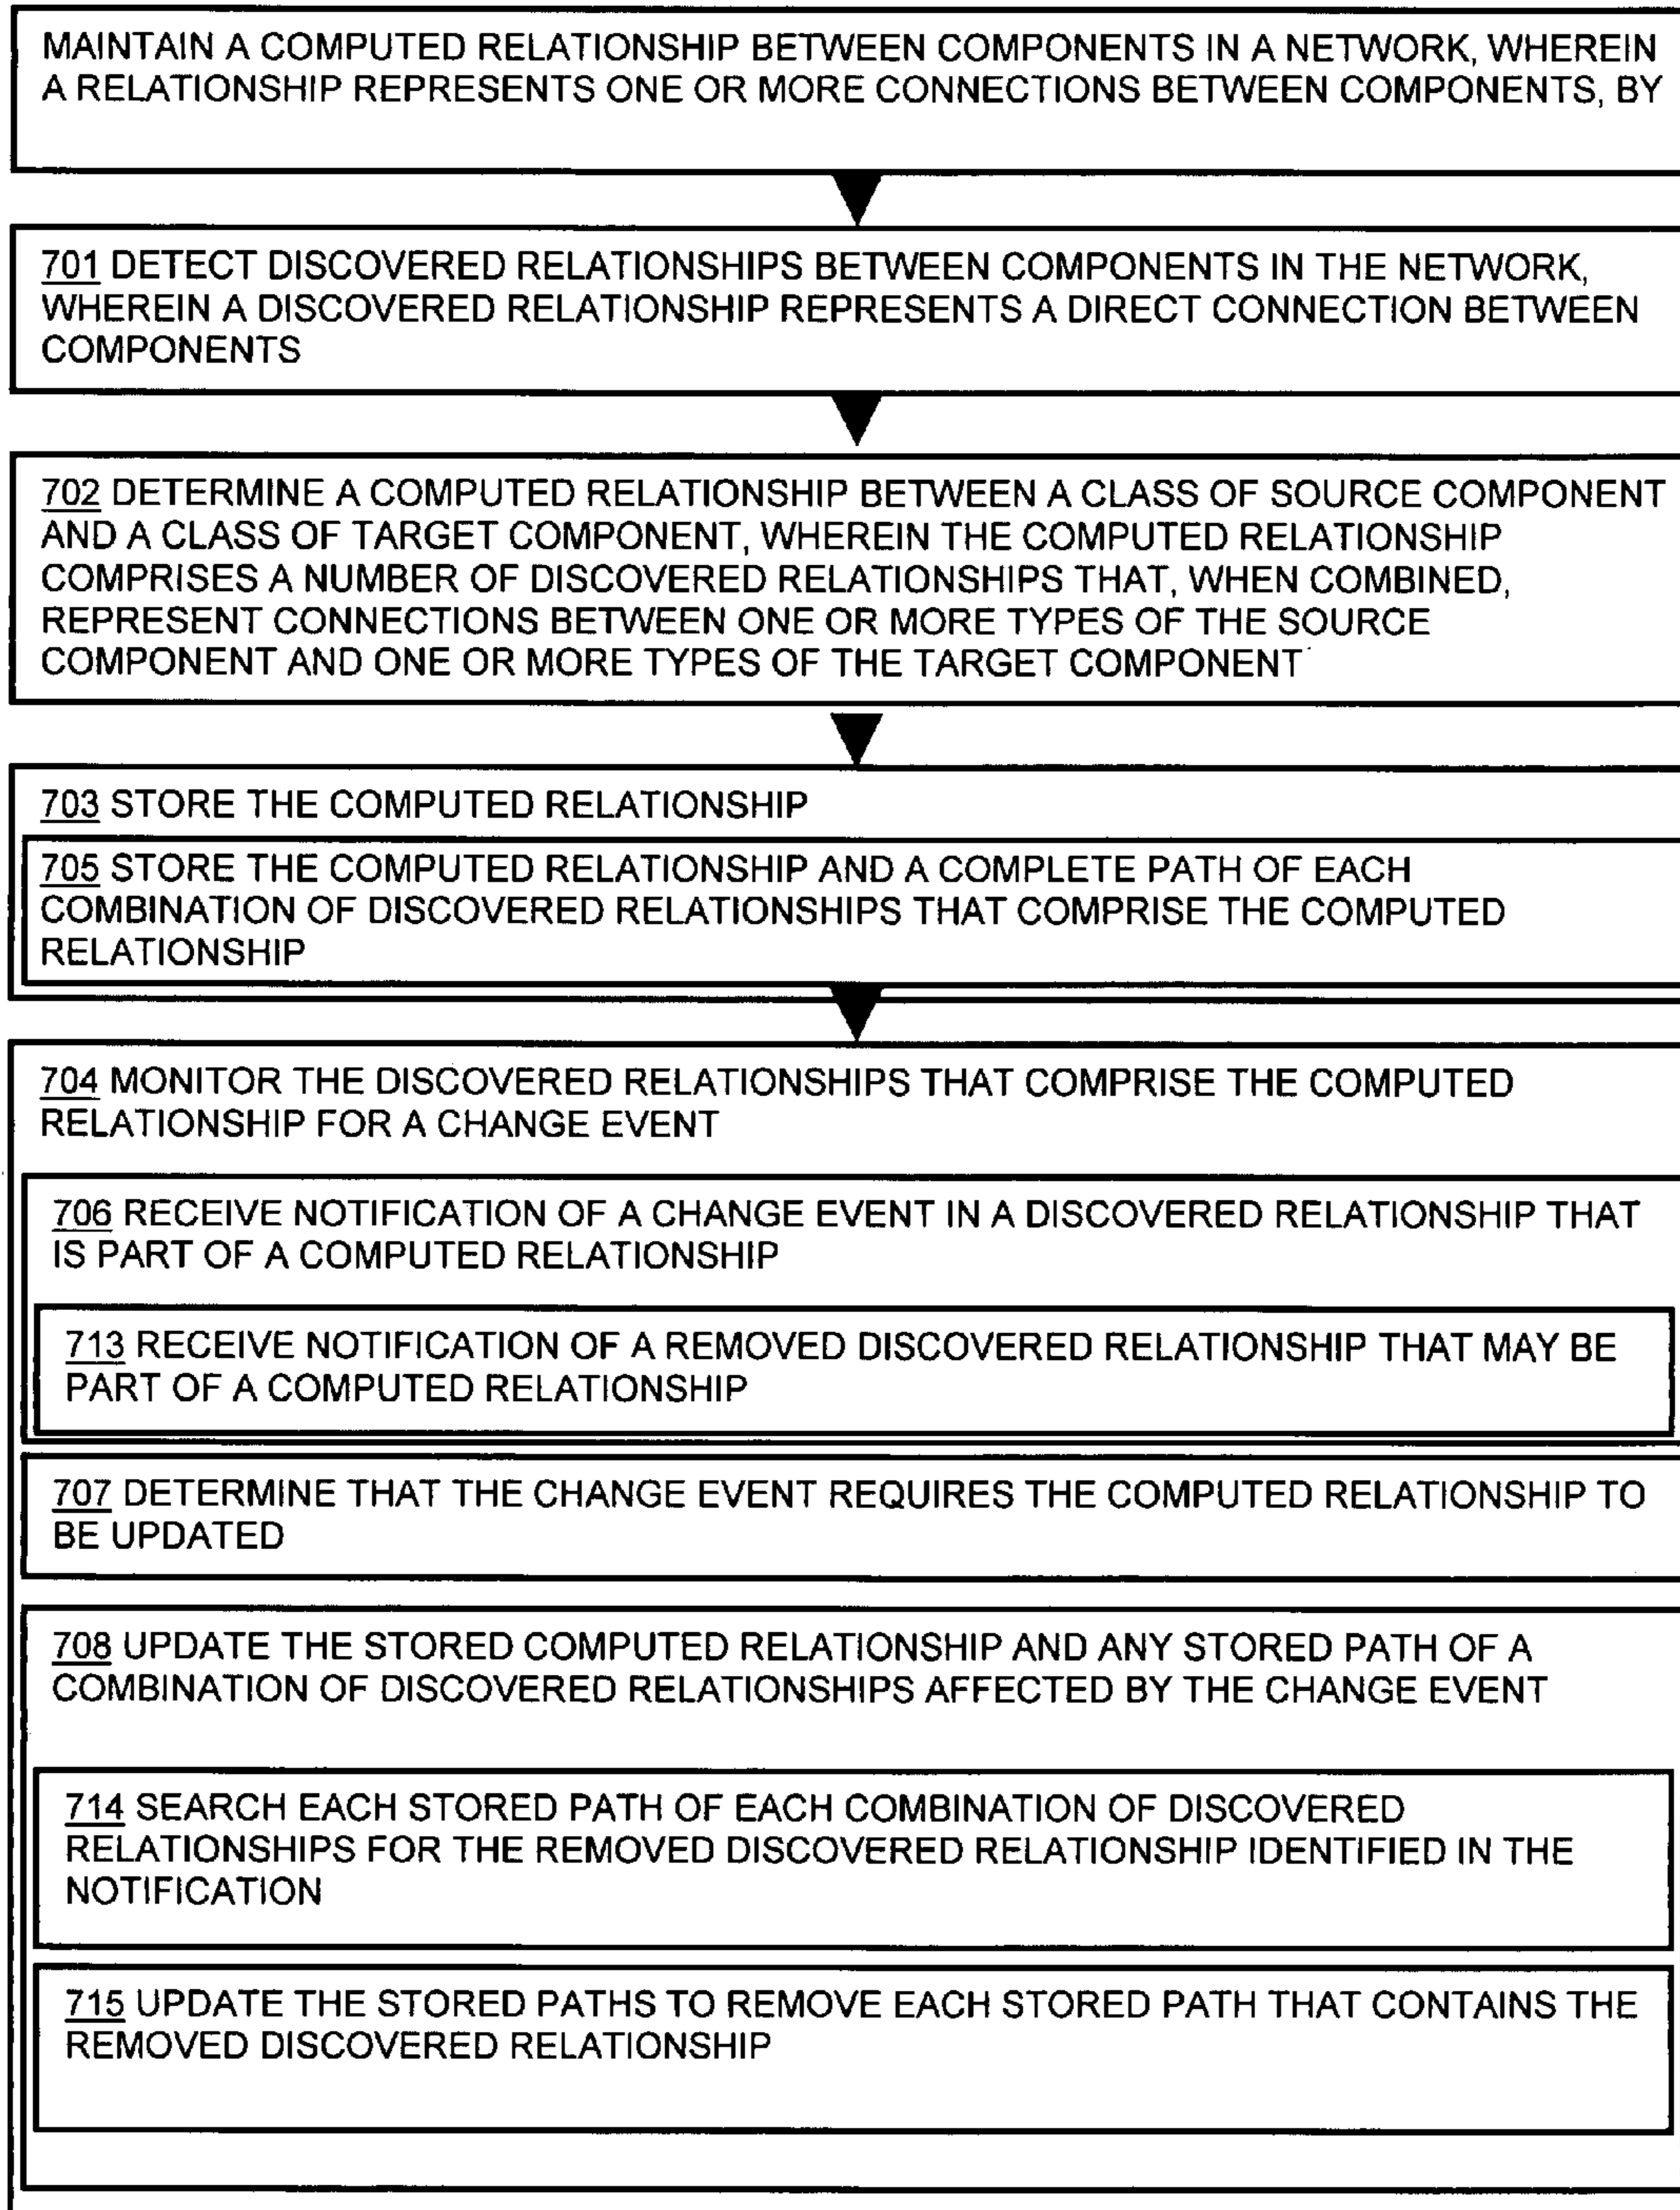 MAINTAIN A COMPUTED RELATIONSHIP BETWEEN COMPONENTS IN A NETWORK, WHEREIN
A RELATIONSHIP REPRESENTS ONE OR MORE CONNECTIONS BETWEEN COMPONENTS, BY
701 DETECT DISCOVERED RELATIONSHIPS BETWEEN COMPONENTS IN THE NETWORK,
WHEREIN A DISCOVERED RELATIONSHIP REPRESENTS A DIRECT CONNECTION BETWEEN
COMPONENTS
702 DETERMINE A COMPUTED RELATIONSHIP BETWEEN A CLASS OF SOURCE COMPONENT
AND A CLASS OF TARGET COMPONENT, WHEREIN THE COMPUTED RELATIONSHIP
COMPRISES A NUMBER OF DISCOVERED RELATIONSHIPS THAT, WHEN COMBINED,
REPRESENT CONNECTIONS BETWEEN ONE OR MORE TYPES OF THE SOURCE
COMPONENT AND ONE OR MORE TYPES OF THE TARGET COMPONENT
703 STORE THE COMPUTED RELATIONSHIP
705 STORE THE COMPUTED RELATIONSHIP AND A COMPLETE PATH OF EACH
COMBINATION OF DISCOVERED RELATIONSHIPS THAT COMPRISE THE COMPUTED
RELATIONSHIP
704 MONITOR THE DISCOVERED RELATIONSHIPS THAT COMPRISE THE COMPUTED
RELATIONSHIP FOR A CHANGE EVENT
706 RECEIVE NOTIFICATION OF A CHANGE EVENT IN A DISCOVERED RELATIONSHIP THAT
IS PART OF A COMPUTED RELATIONSHIP
713 RECEIVE NOTIFICATION OF A REMOVED DISCOVERED RELATIONSHIP THAT MAY BE
PART OF A COMPUTED RELATIONSHIP
707 DETERMINE THAT THE CHANGE EVENT REQUIRES THE COMPUTED RELATIONSHIP TO
BE UPDATED
708 UPDATE THE STORED COMPUTED RELATIONSHIP AND ANY STORED PATH OF A
COMBINATION OF DISCOVERED RELATIONSHIPS AFFECTED BY THE CHANGE EVENT
714 SEARCH EACH STORED PATH OF EACH COMBINATION OF DISCOVERED
RELATIONSHIPS FOR THE REMOVED DISCOVERED RELATIONSHIP IDENTIFIED IN THE
NOTIFICATION
715 UPDATE THE STORED PATHS TO REMOVE EACH STORED PATH THAT CONTAINS THE
REMOVED DISCOVERED RELATIONSHIP